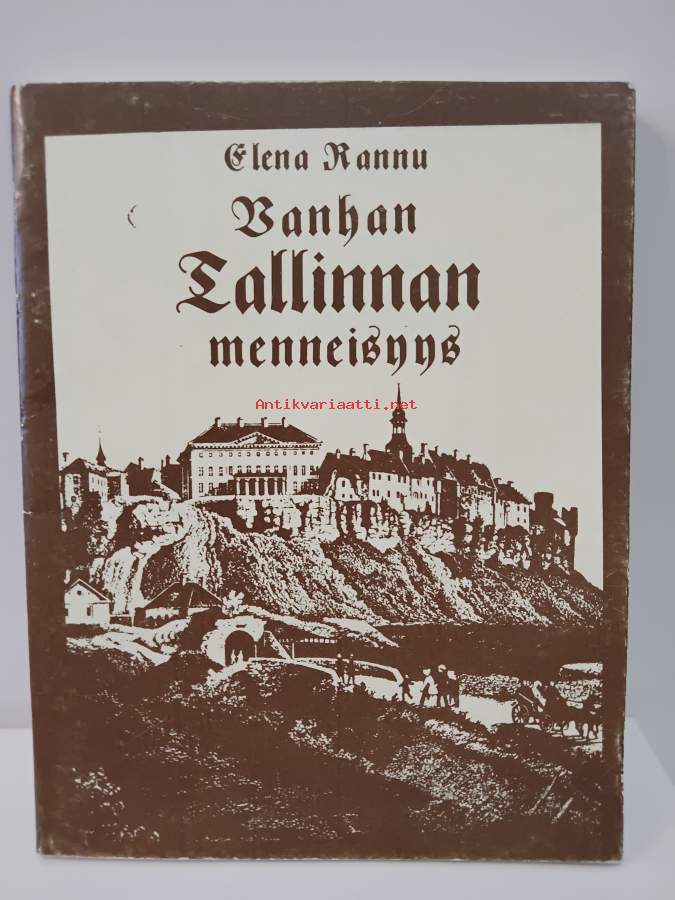 Elena Rannu
Vanhan
Tallinnan
menneisyys
Antikvariaatti.net